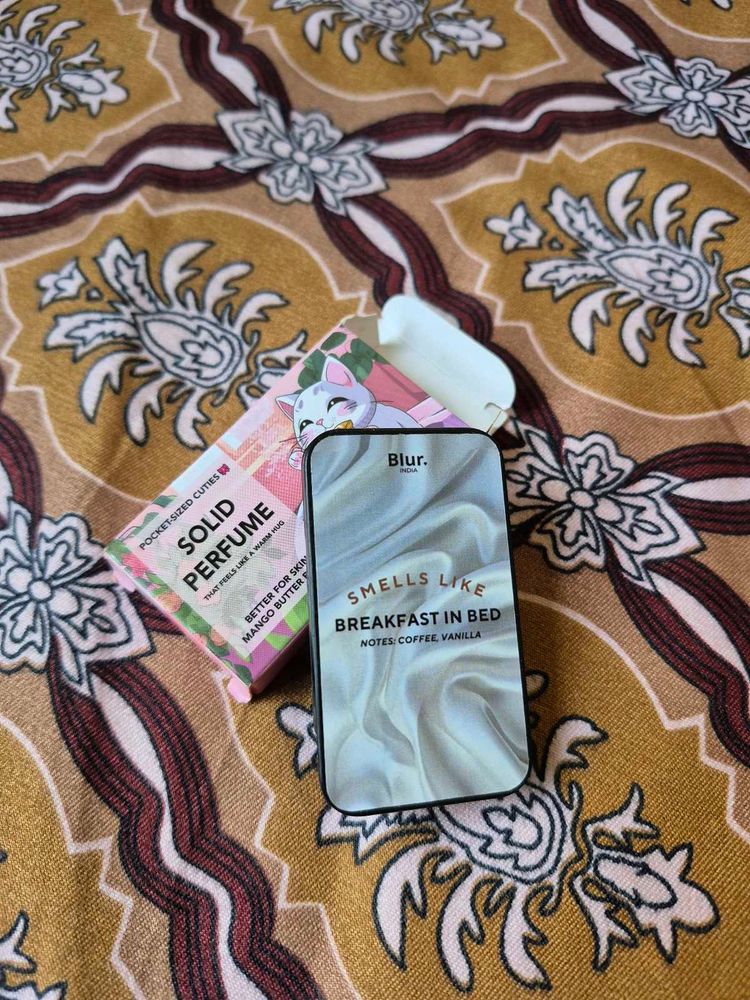 POCKET-SIZED CUTIES
SOLID
PERFUME
THAT FEELS LIKE A WARM HUG
BETTER FOR SKIN
MANGO BUTTER
Blur.
INDIA
SMELLS LIKE
BREAKFAST IN BED
NOTES: COFFEE, VANILLA